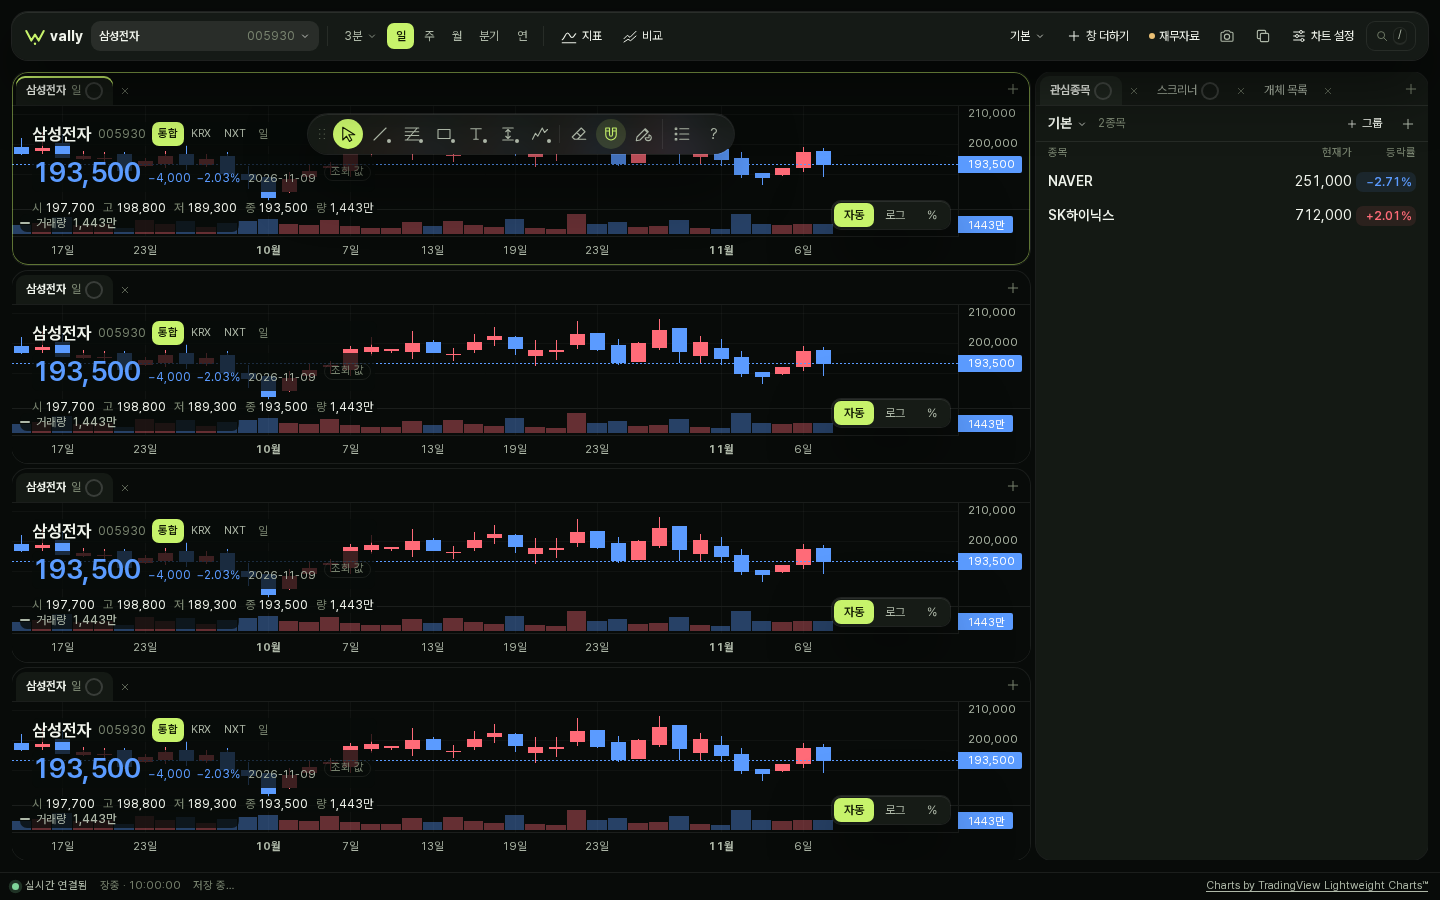 vally 삼성전자 005930 3분 일 주 월 분기 연 지표 비교 기본 창 더하기 재무자료 차트 설정 /
삼성전자 일 ×
210,000
삼성전자 005930 통합 KRX NXT 일 T ?
200,000
193,500 −4,000 −2.03% 2026-11-09 조회 값 193,500
시 197,700 고 198,800 저 189,300 종 193,500 량 1,443만
거래량 1,443만 자동 로그 % 1443만
17일 23일 10월 7일 13일 19일 23일 11월 6일
삼성전자 일 ×
210,000
삼성전자 005930 통합 KRX NXT 일
200,000
193,500 −4,000 −2.03% 2026-11-09 조회 값 193,500
시 197,700 고 198,800 저 189,300 종 193,500 량 1,443만
거래량 1,443만 자동 로그 % 1443만
17일 23일 10월 7일 13일 19일 23일 11월 6일
삼성전자 일 ×
210,000
삼성전자 005930 통합 KRX NXT 일
200,000
193,500 −4,000 −2.03% 2026-11-09 조회 값 193,500
시 197,700 고 198,800 저 189,300 종 193,500 량 1,443만
거래량 1,443만 자동 로그 % 1443만
17일 23일 10월 7일 13일 19일 23일 11월 6일
삼성전자 일 ×
210,000
삼성전자 005930 통합 KRX NXT 일
200,000
193,500 −4,000 −2.03% 2026-11-09 조회 값 193,500
시 197,700 고 198,800 저 189,300 종 193,500 량 1,443만
거래량 1,443만 자동 로그 % 1443만
17일 23일 10월 7일 13일 19일 23일 11월 6일
관심종목 × 스크리너 × 개체 목록 ×
기본 2종목 + 그룹
종목 현재가 등락률
NAVER 251,000 −2.71%
SK하이닉스 712,000 +2.01%
실시간 연결됨 장중 · 10:00:00 저장 중… Charts by TradingView Lightweight Charts™